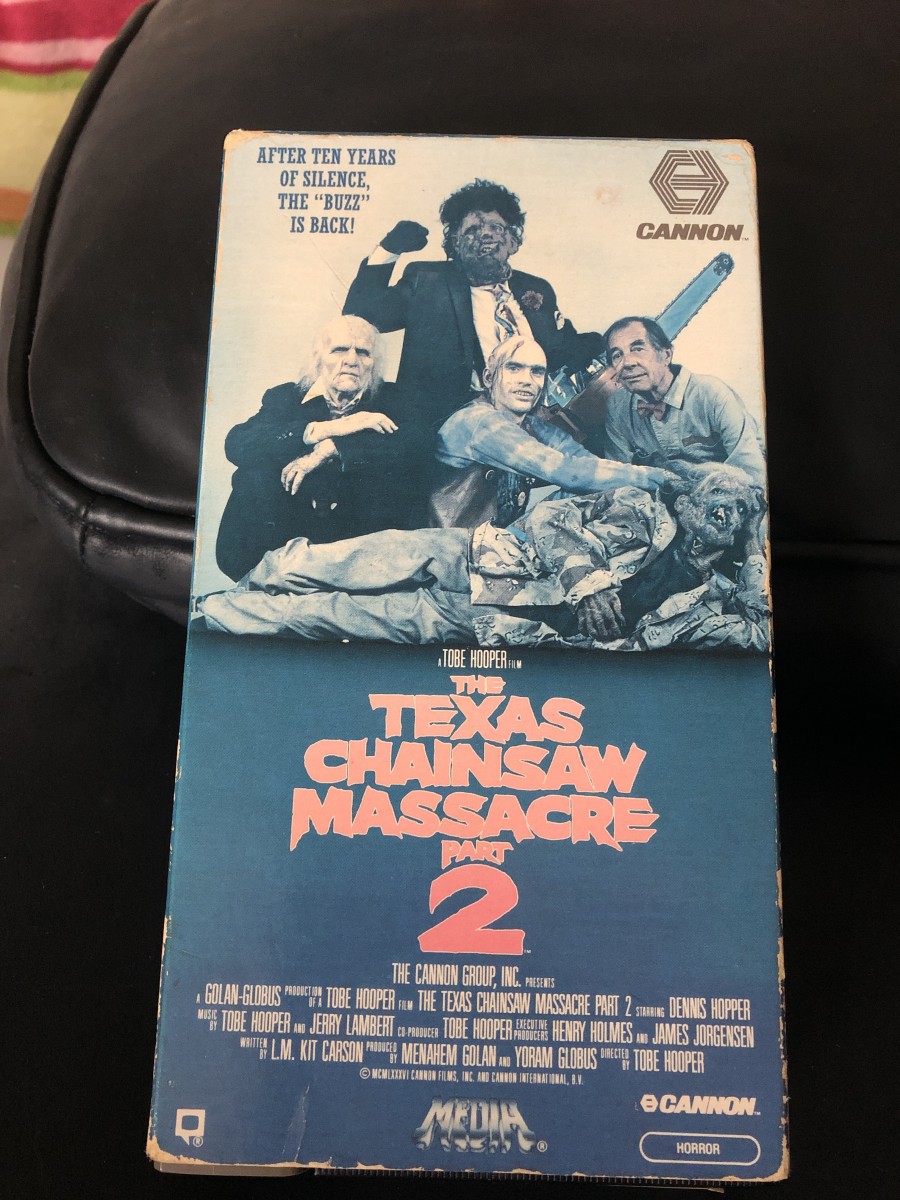 AFTER TEN YEARS
OF SILENCE,
THE "BUZZ"
IS BACK!
CANNON™
A TOBE HOOPER FILM
THE
TEXAS
CHAINSAW
MASSACRE
PART
2™
THE CANNON GROUP, INC. PRESENTS
A GOLAN-GLOBUS PRODUCTION OF A TOBE HOOPER FILM THE TEXAS CHAINSAW MASSACRE PART 2 STARRING DENNIS HOPPER
MUSIC BY TOBE HOOPER AND JERRY LAMBERT CO-PRODUCER TOBE HOOPER EXECUTIVE PRODUCERS HENRY HOLMES AND JAMES JORGENSEN
WRITTEN BY L.M. KIT CARSON PRODUCED BY MENAHEM GOLAN AND YORAM GLOBUS DIRECTED BY TOBE HOOPER
© MCMLXXXVI CANNON FILMS, INC. AND CANNON INTERNATIONAL, B.V.
®
MEDIA®
CANNON™
HORROR